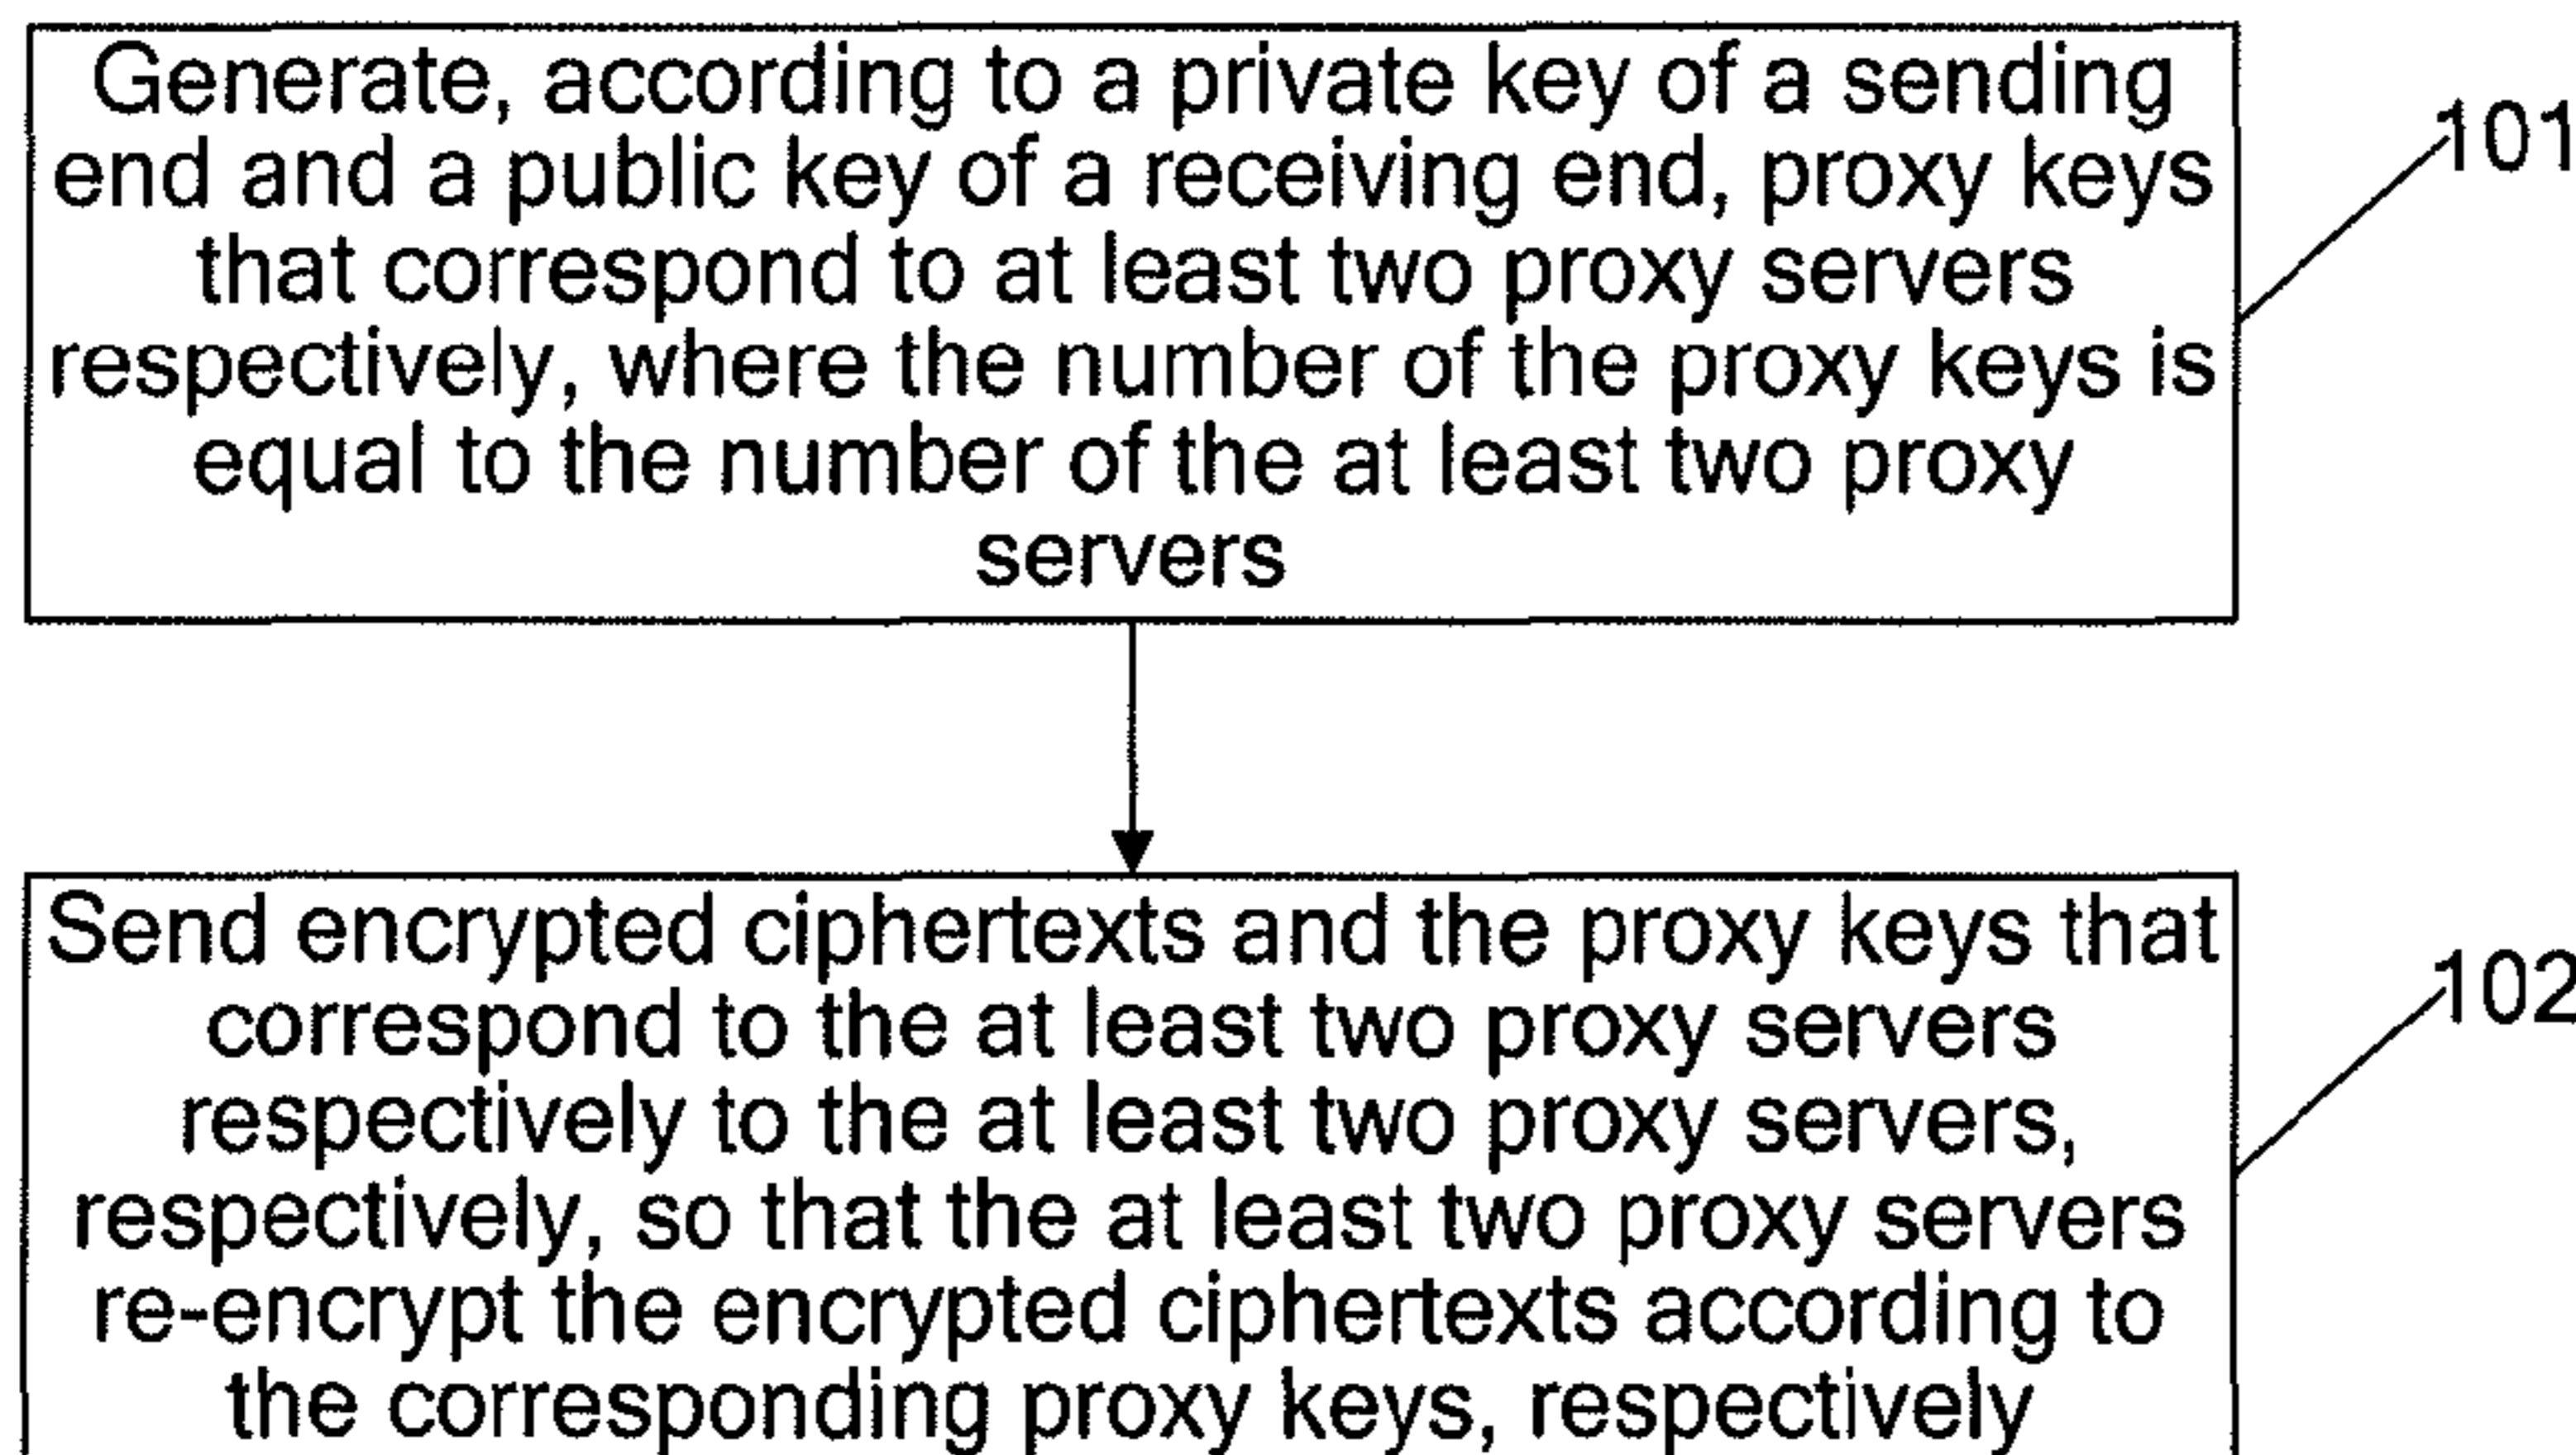 Generate, according to a private key of a sending
end and a public key of a receiving end, proxy keys
that correspond to at least two proxy servers
respectively, where the number of the proxy keys is
equal to the number of the at least two proxy
servers
101
Send encrypted ciphertexts and the proxy keys that
correspond to the at least two proxy servers
respectively to the at least two proxy servers,
respectively, so that the at least two proxy servers
re-encrypt the encrypted ciphertexts according to
the corresponding proxy keys, respectively
102